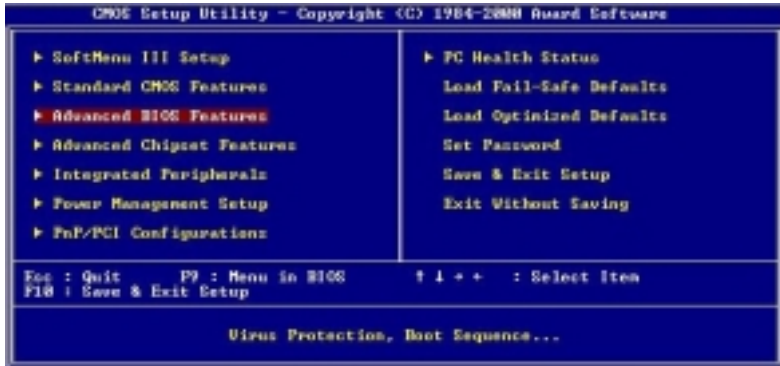 CMOS Setup Utility - Copyright (C) 1984-2000 Award Software
▶ SoftMenu III Setup
▶ Standard CMOS Features
▶ Advanced BIOS Features
▶ Advanced Chipset Features
▶ Integrated Peripherals
▶ Power Management Setup
▶ PnP/PCI Configurations
▶ PC Health Status
Load Fail-Safe Defaults
Load Optimized Defaults
Set Password
Save & Exit Setup
Exit Without Saving
Esc : Quit F9 : Menu in BIOS ↑ ↓ → ← : Select Item
F10 : Save & Exit Setup
Virus Protection, Boot Sequence...